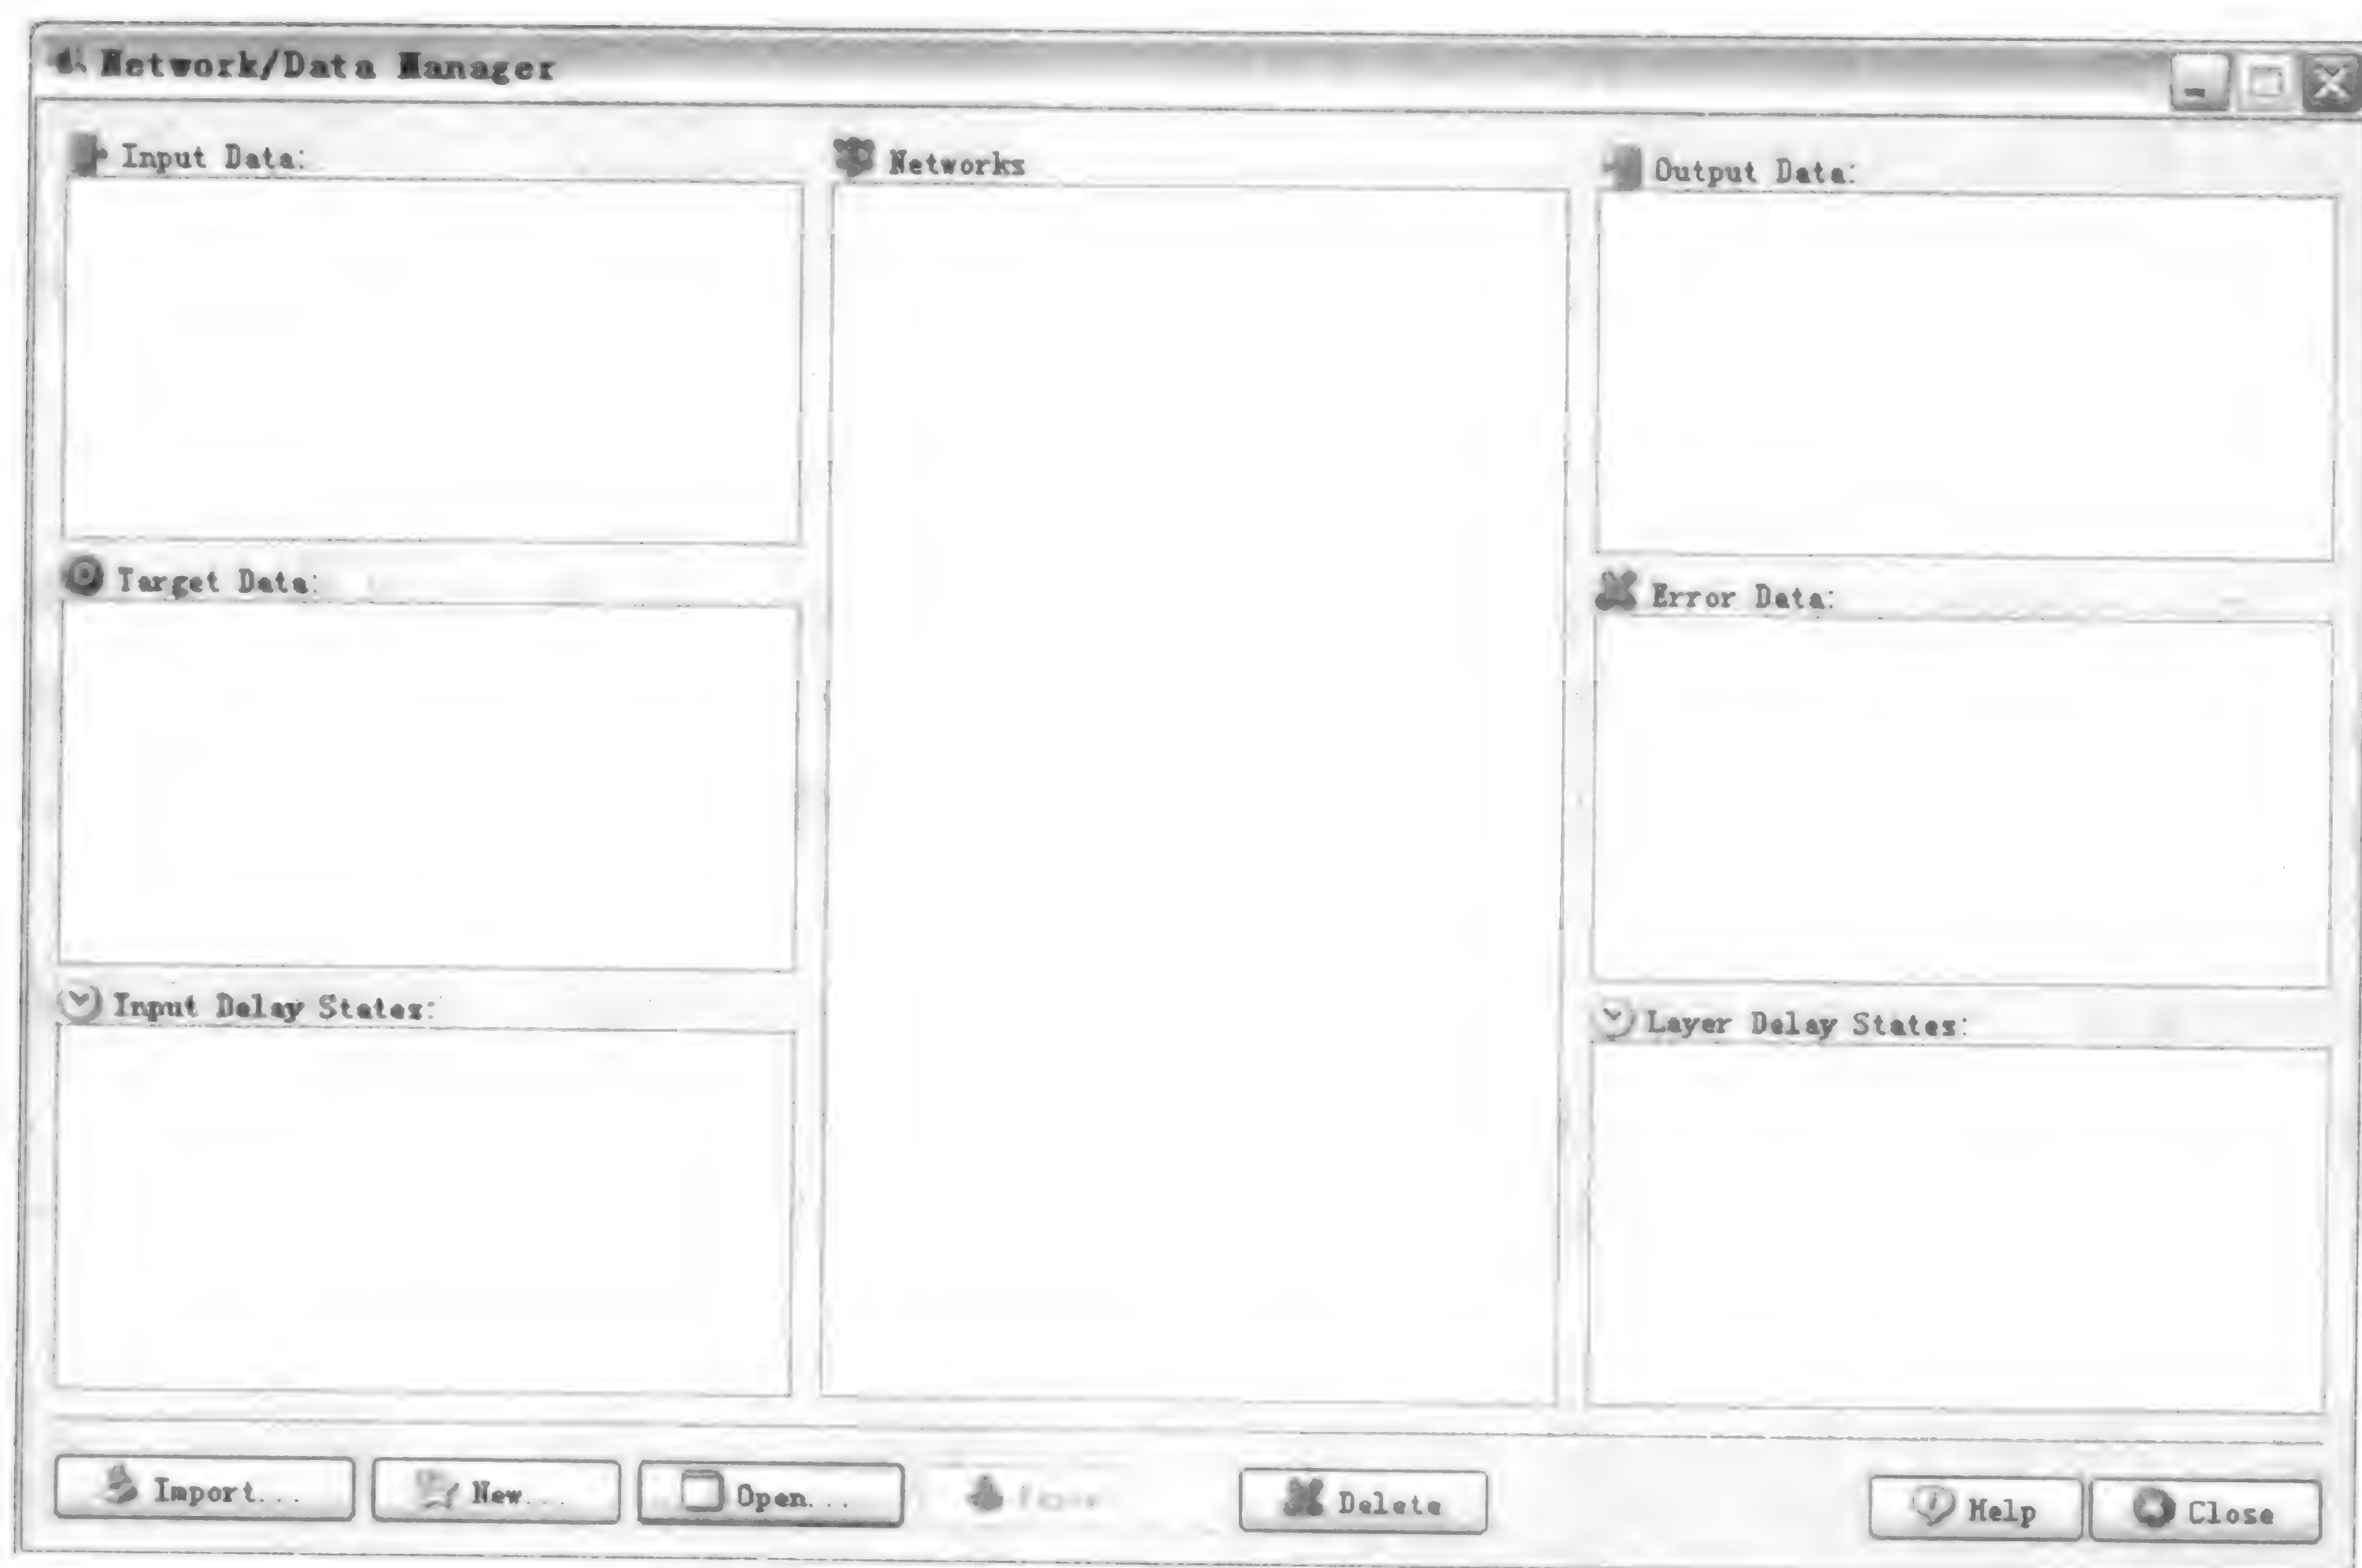 Network/Data Manager
Input Data:
Networks
Output Data:
Target Data:
Error Data:
Input Delay States:
Layer Delay States:
Import...
New...
Open...
Delete
Help
Close